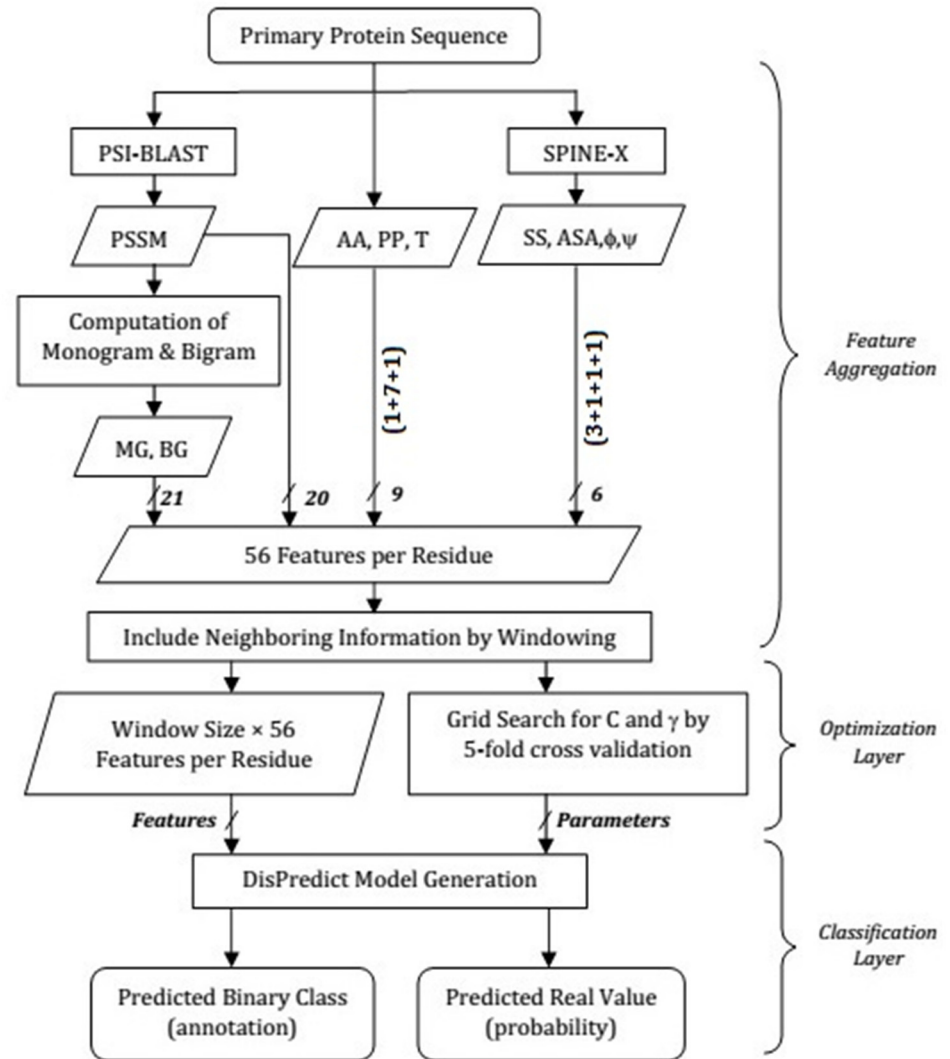 Primary Protein Sequence
PSI-BLAST
SPINE-X
PSSM
AA, PP, T
SS, ASA,ϕ,ψ
Computation of
Monogram & Bigram
(1+7+1)
(3+1+1+1)
Feature
Aggregation
MG, BG
21
20
9
6
56 Features per Residue
Include Neighboring Information by Windowing
Window Size × 56
Features per Residue
Grid Search for C and γ by
5-fold cross validation
Optimization
Layer
Features
Parameters
DisPredict Model Generation
Classification
Layer
Predicted Binary Class
(annotation)
Predicted Real Value
(probability)